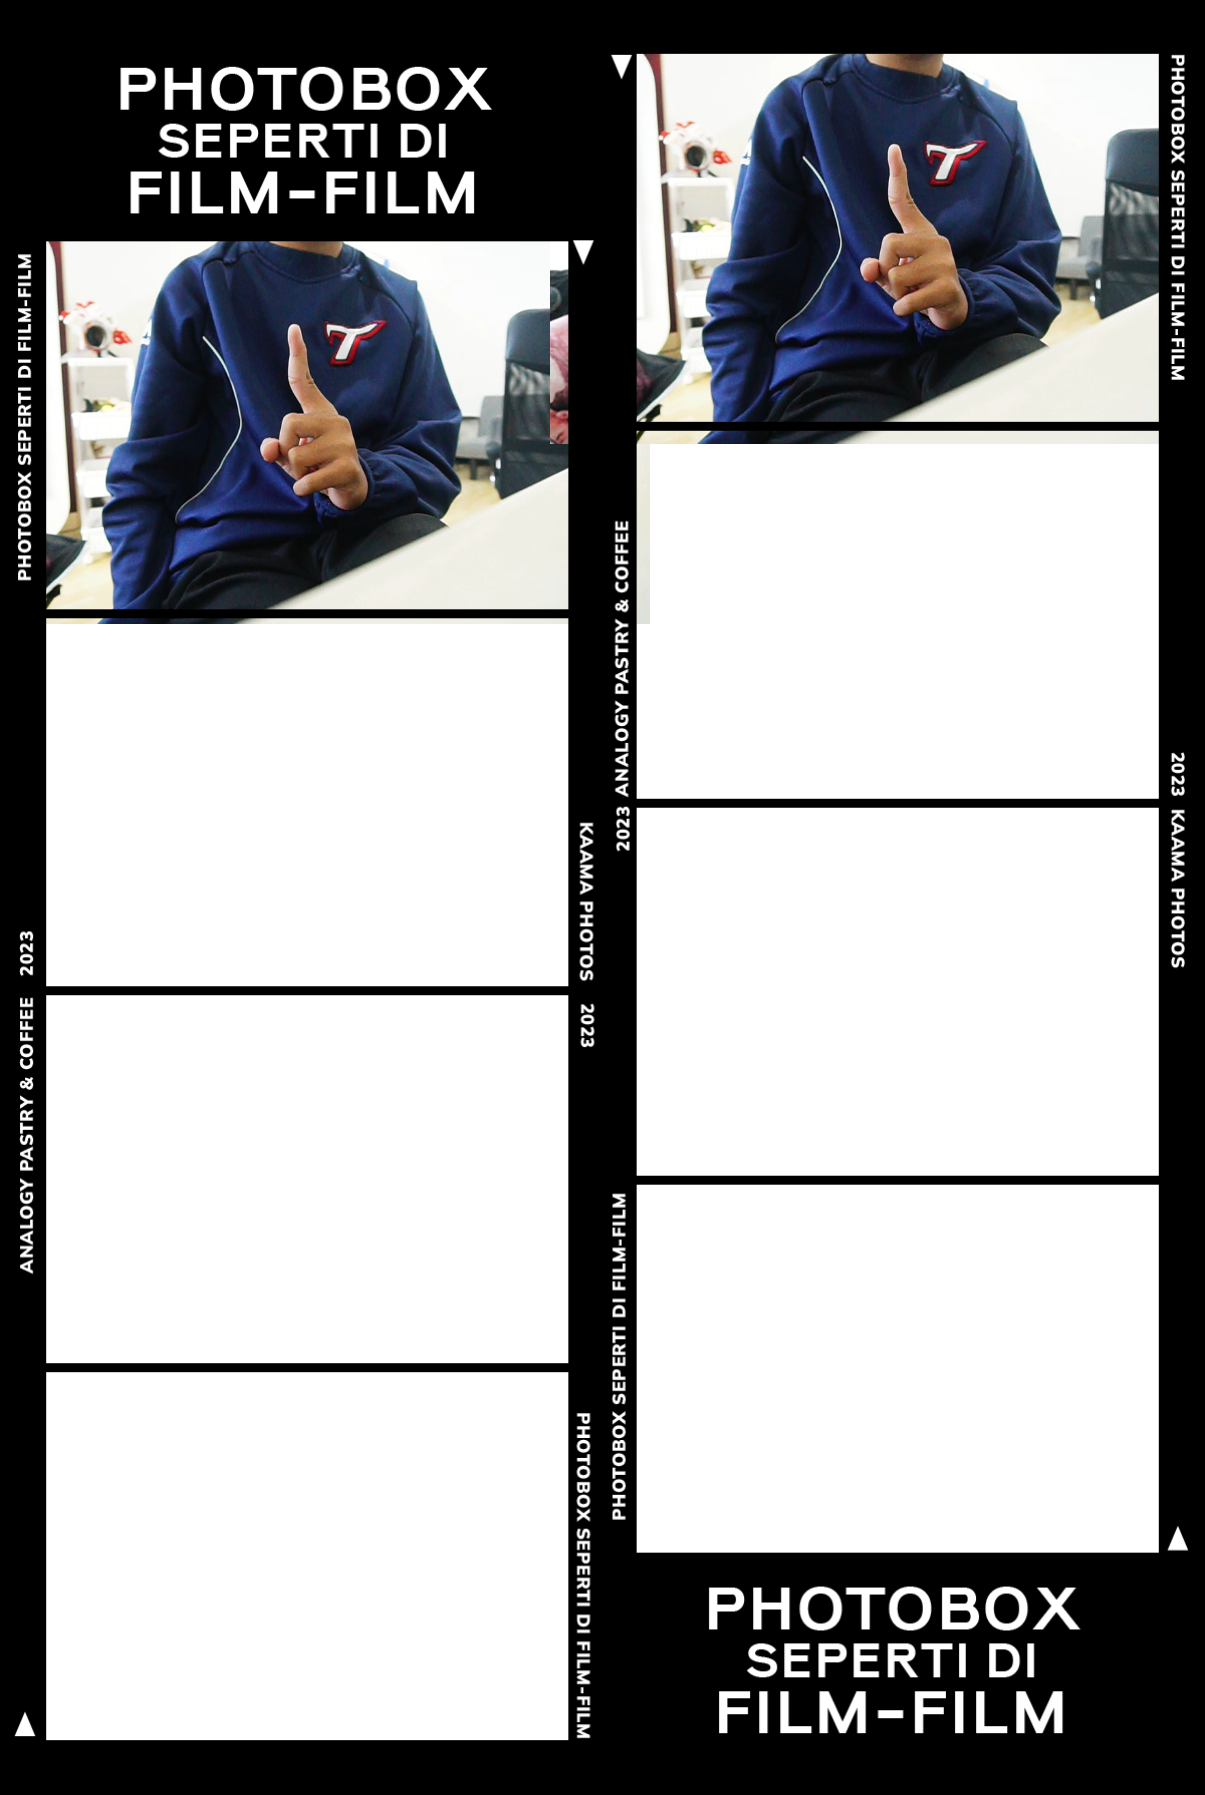 PHOTOBOX
SEPERTI DI
FILM-FILM
PHOTOBOX SEPERTI DI FILM-FILM
T
2023
ANALOGY PASTRY & COFFEE
KAAMA PHOTOS
2023
PHOTOBOX SEPERTI DI FILM-FILM
T
PHOTOBOX SEPERTI DI FILM-FILM
ANALOGY PASTRY & COFFEE
2023
2023
KAAMA PHOTOS
PHOTOBOX SEPERTI DI FILM-FILM
PHOTOBOX
SEPERTI DI
FILM-FILM